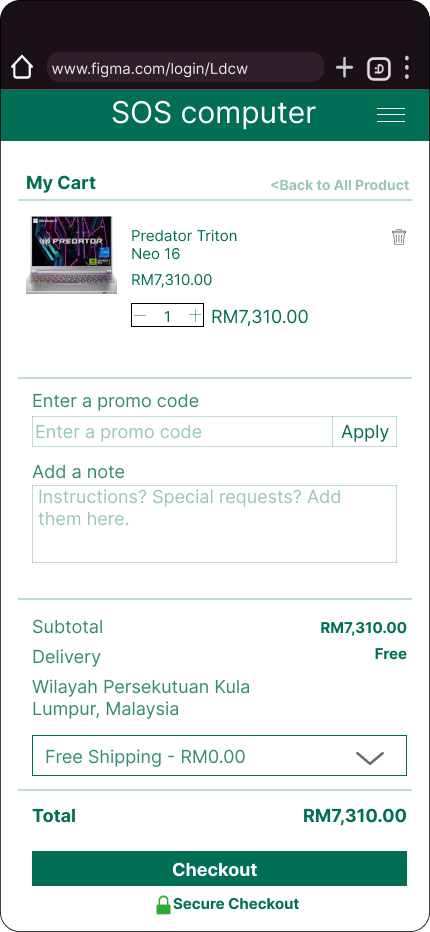 www.figma.com/login/Ldcw
:D
SOS computer
My Cart
<Back to All Product
PREDATOR
Predator Triton
Neo 16
RM7,310.00
1
RM7,310.00
Enter a promo code
Enter a promo code
Apply
Add a note
Instructions? Special requests? Add
them here.
Subtotal
RM7,310.00
Delivery
Free
Wilayah Persekutuan Kula
Lumpur, Malaysia
Free Shipping - RM0.00
Total
RM7,310.00
Checkout
Secure Checkout